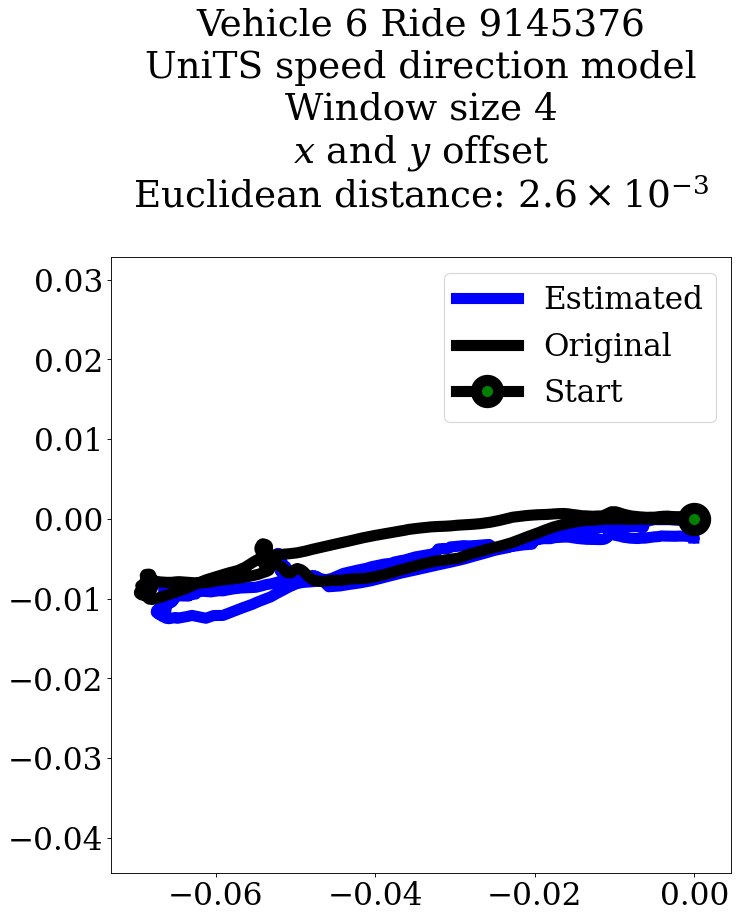 Vehicle 6 Ride 9145376
UniTS speed direction model
Window size 4
x and y offset
Euclidean distance: 2.6 × 10⁻³
Estimated
Original
Start
0.03
0.02
0.01
0.00
−0.01
−0.02
−0.03
−0.04
−0.06 −0.04 −0.02 0.00